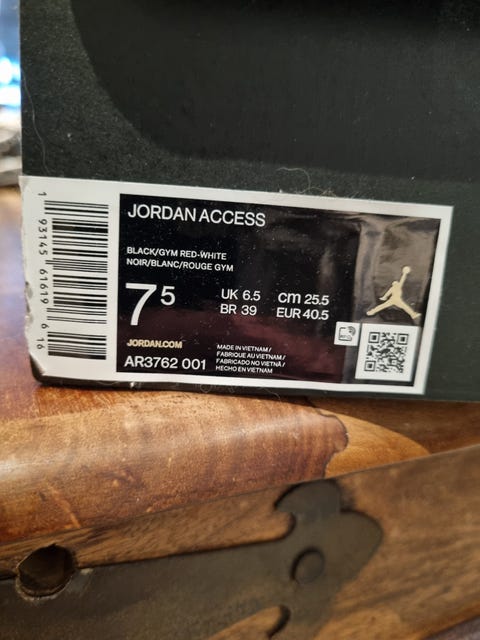 JORDAN ACCESS
BLACK/GYM RED-WHITE
NOIR/BLANC/ROUGE GYM
7 5
UK 6.5 cm 25.5
BR 39 EUR 40.5
JORDAN.COM
AR3762 001
MADE IN VIETNAM /
FABRIQUE AU VIETNAM /
FABRICADO NO VIETNÃ /
HECHO EN VIETNAM
1 93145 61619 6 10